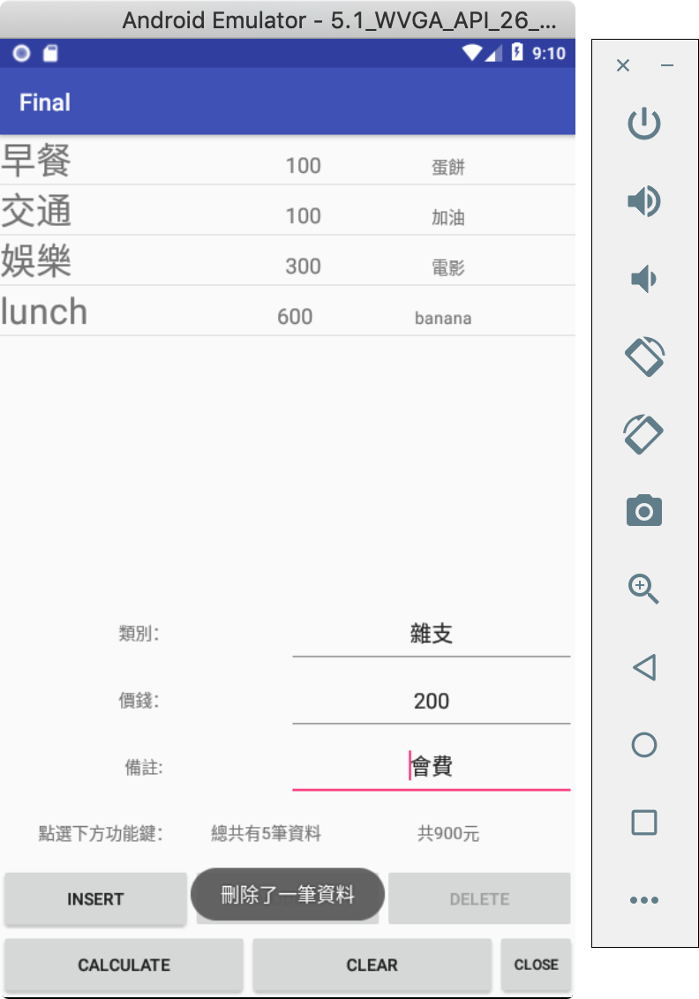 Android Emulator - 5.1_WVGA_API_26_...
9:10
Final
早餐 100 蛋餅
交通 100 加油
娛樂 300 電影
lunch 600 banana
類別: 雜支
價錢: 200
備註: 會費
點選下方功能鍵: 總共有5筆資料 共900元
INSERT 刪除了一筆資料 DELETE
CALCULATE CLEAR CLOSE